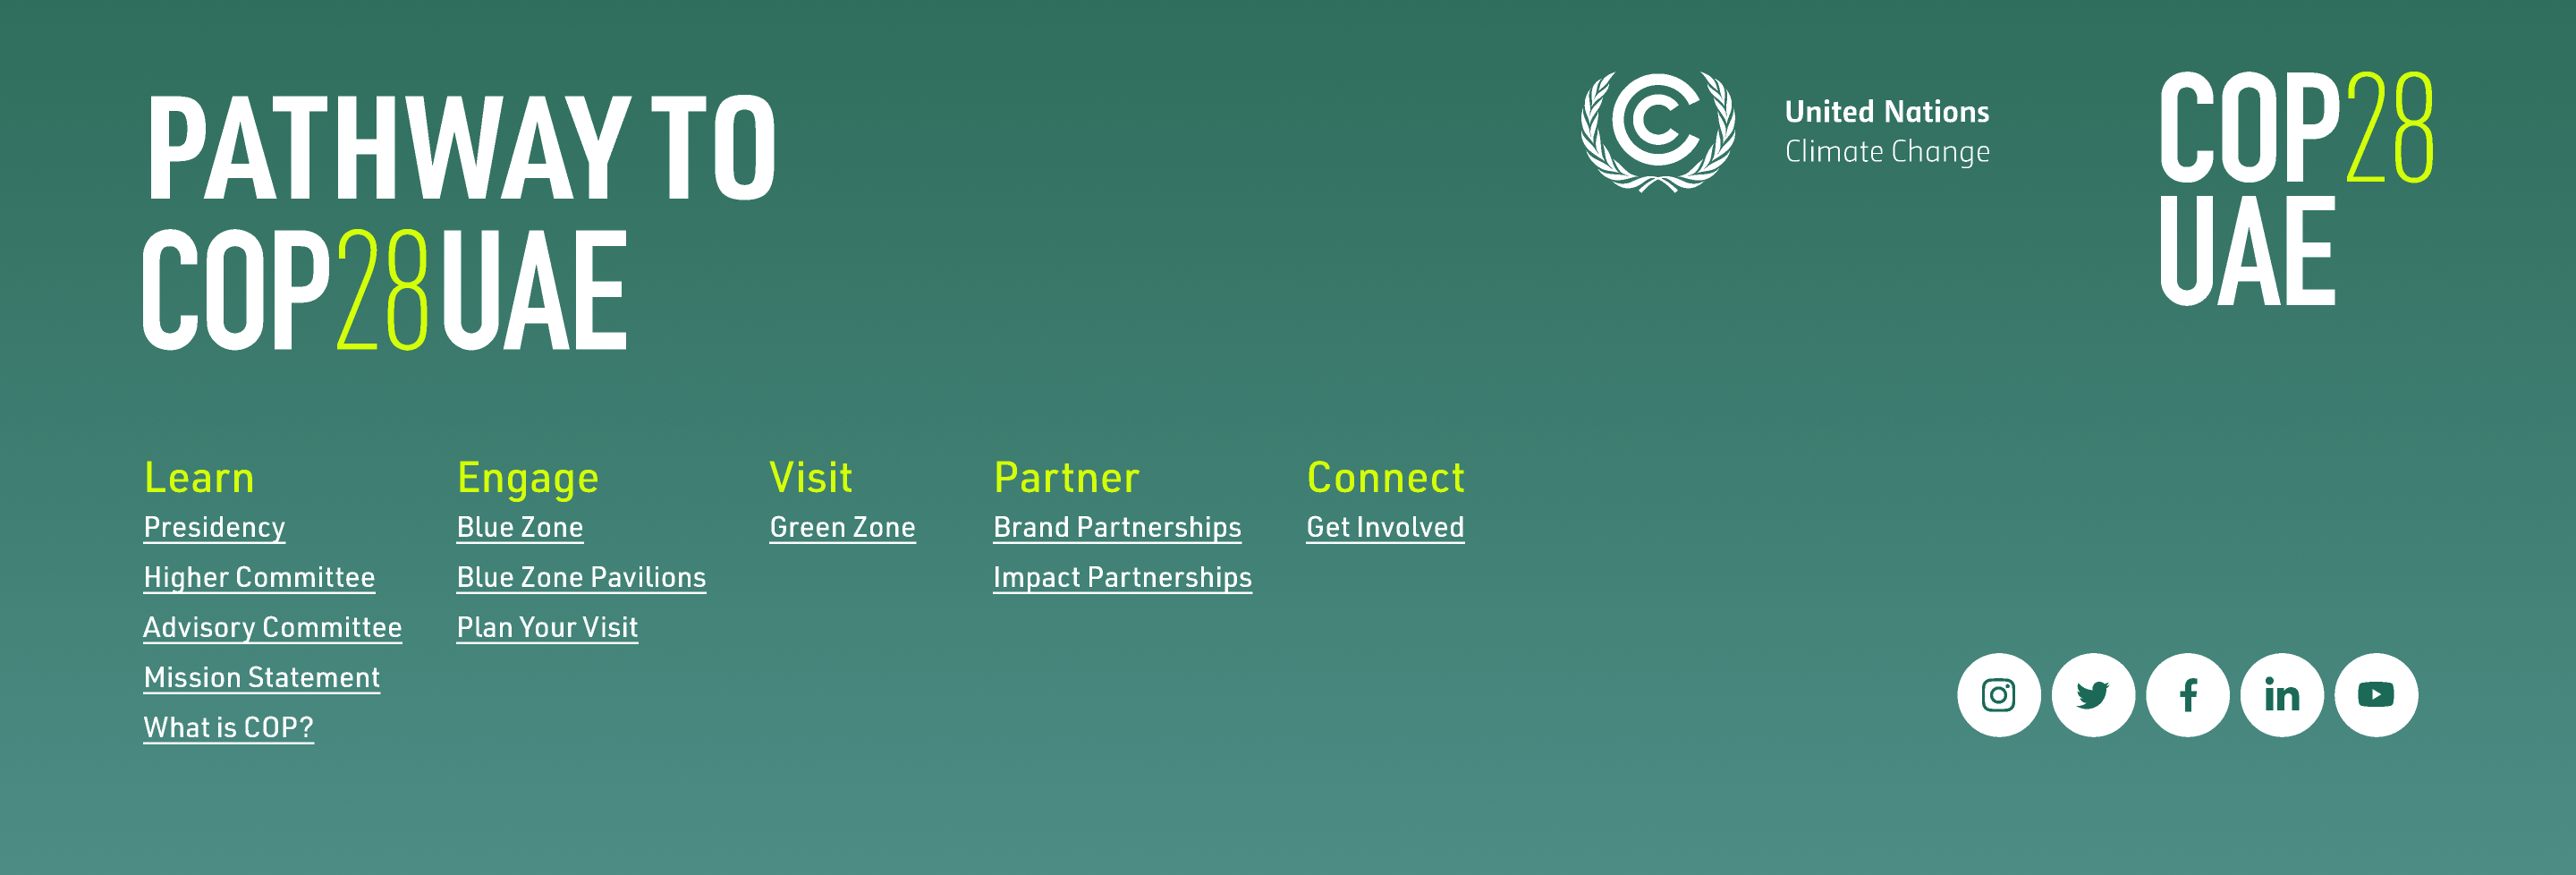 PATHWAY TO
COP28 UAE
United Nations
Climate Change
COP28
UAE
Learn
Presidency
Higher Committee
Advisory Committee
Mission Statement
What is COP?
Engage
Blue Zone
Blue Zone Pavilions
Plan Your Visit
Visit
Green Zone
Partner
Brand Partnerships
Impact Partnerships
Connect
Get Involved